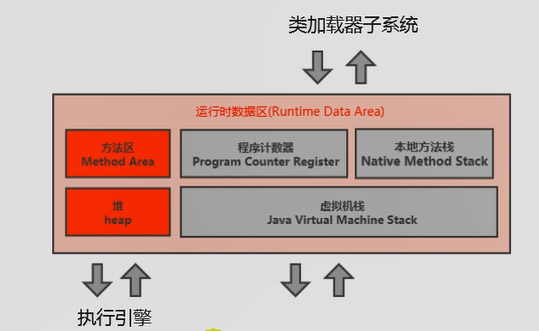 类加载器子系统
运行时数据区(Runtime Data Area)
方法区
Method Area
程序计数器
Program Counter Register
本地方法栈
Native Method Stack
堆
heap
虚拟机栈
Java Virtual Machine Stack
执行引擎